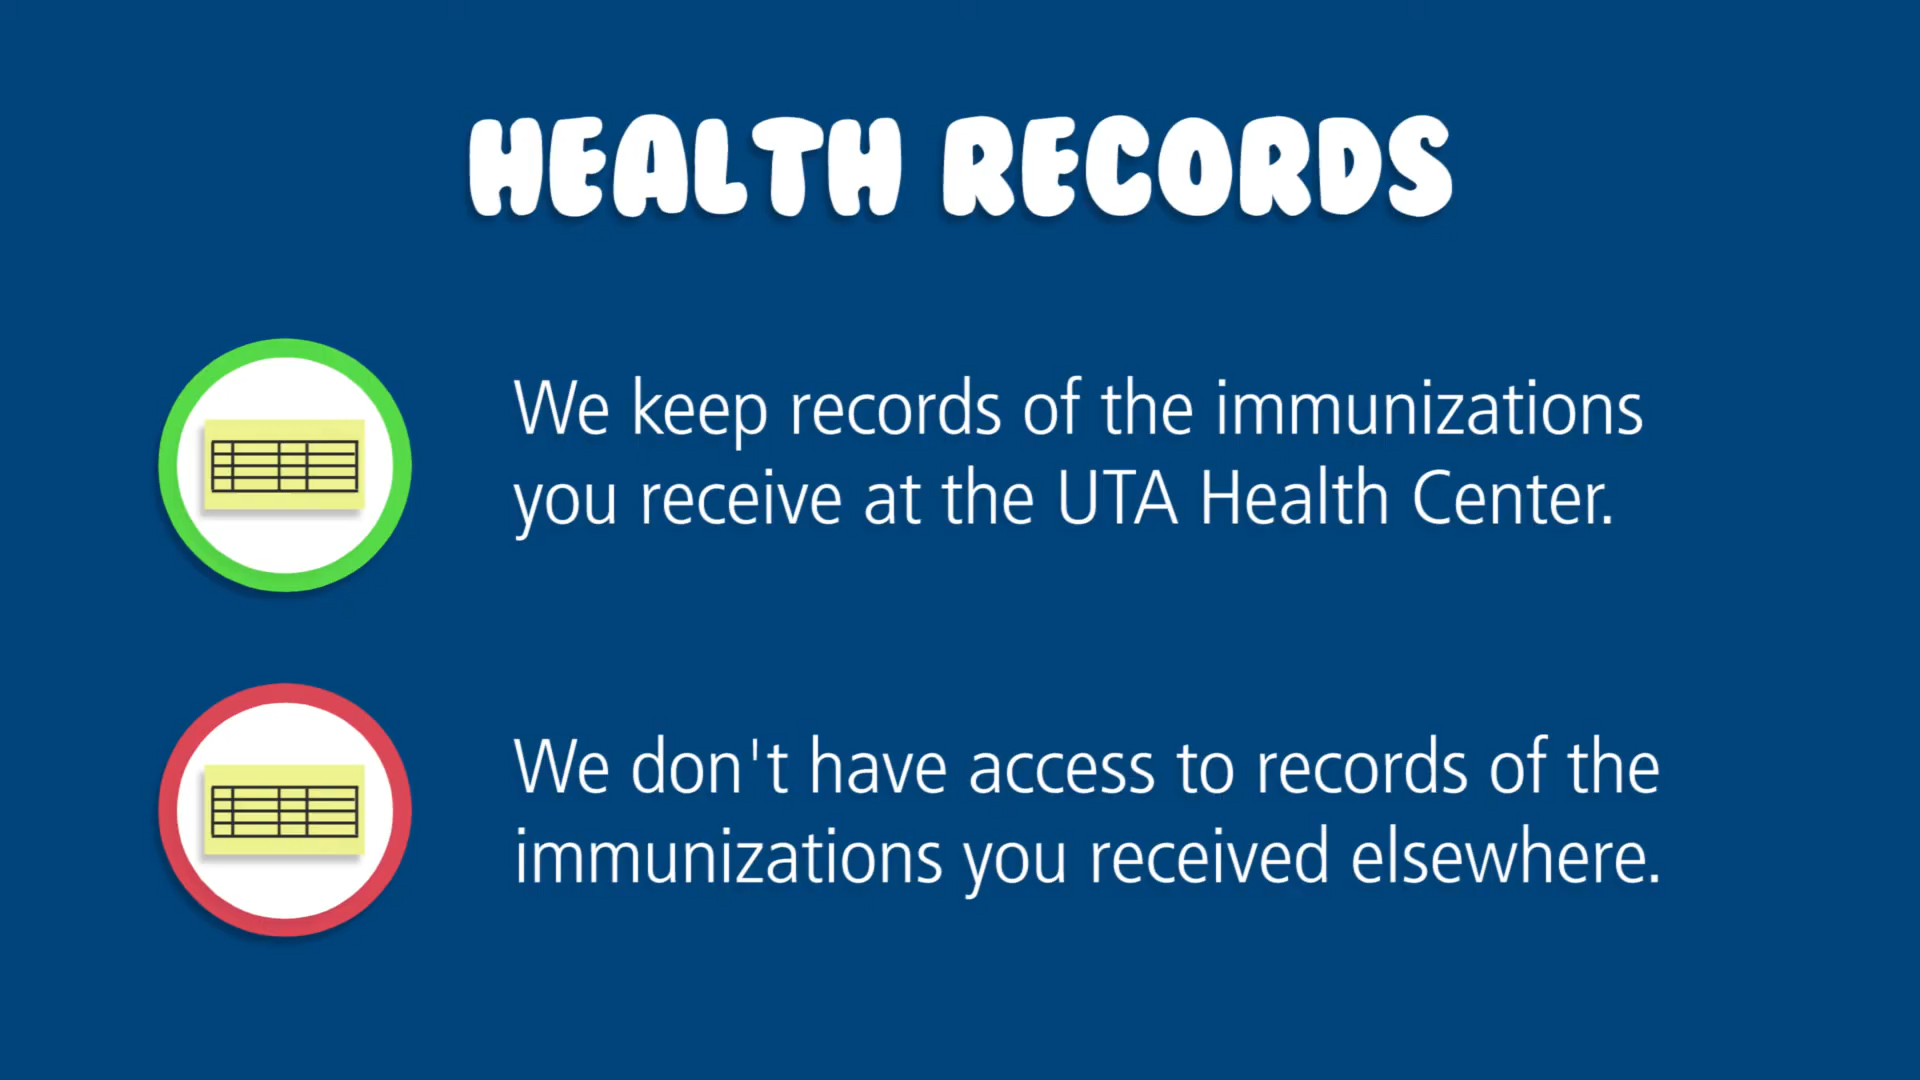 HEALTH RECORDS
We keep records of the immunizations
you receive at the UTA Health Center.
We don't have access to records of the
immunizations you received elsewhere.